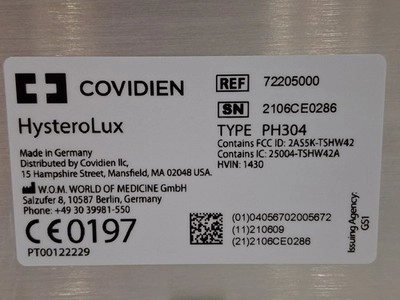 COVIDIEN
REF 72205000
SN 2106CE0286
HysteroLux
TYPE PH304
Contains FCC ID: 2AS5K-TSHW42
Contains IC: 25004-TSHW42A
HVIN: 1430
Made in Germany
Distributed by Covidien llc,
15 Hampshire Street, Mansfield, MA 02048 USA.
W.O.M. WORLD OF MEDICINE GmbH
Salzufer 8, 10587 Berlin, Germany
Phone: +49 30 39981-550
CE0197
PT00122229
(01)04056702005672
(11)210609
(21)2106CE0286
Issuing Agency:
GS1